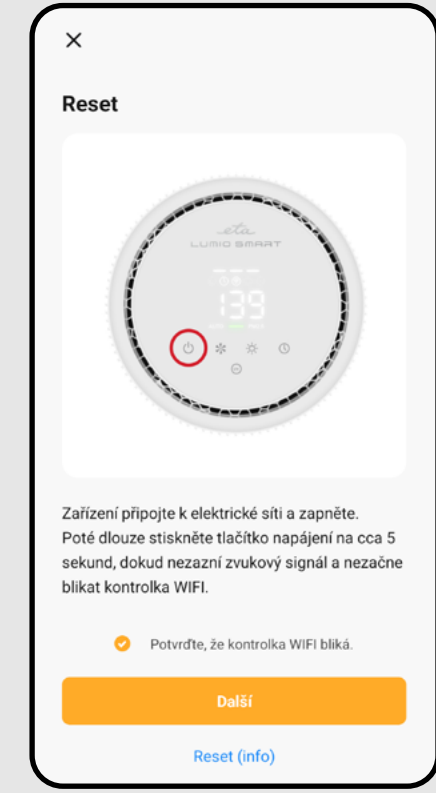 Reset
eta
LUMIO SMART
139
Zařízení připojte k elektrické síti a zapněte.
Poté dlouze stiskněte tlačítko napájení na cca 5
sekund, dokud nezazní zvukový signál a nezačne
blikat kontrolka WIFI.
Potvrďte, že kontrolka WIFI bliká.
Další
Reset (info)